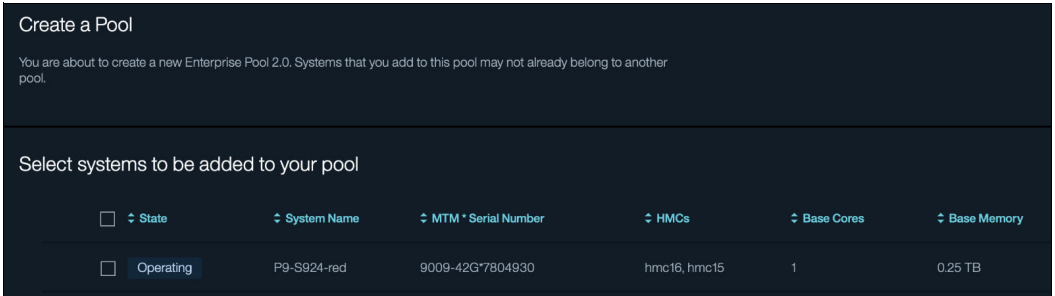 Create a Pool
You are about to create a new Enterprise Pool 2.0. Systems that you add to this pool may not already belong to another
pool.
Select systems to be added to your pool
State System Name MTM * Serial Number HMCs Base Cores Base Memory
Operating P9-S924-red 9009-42G*7804930 hmc16, hmc15 1 0.25 TB